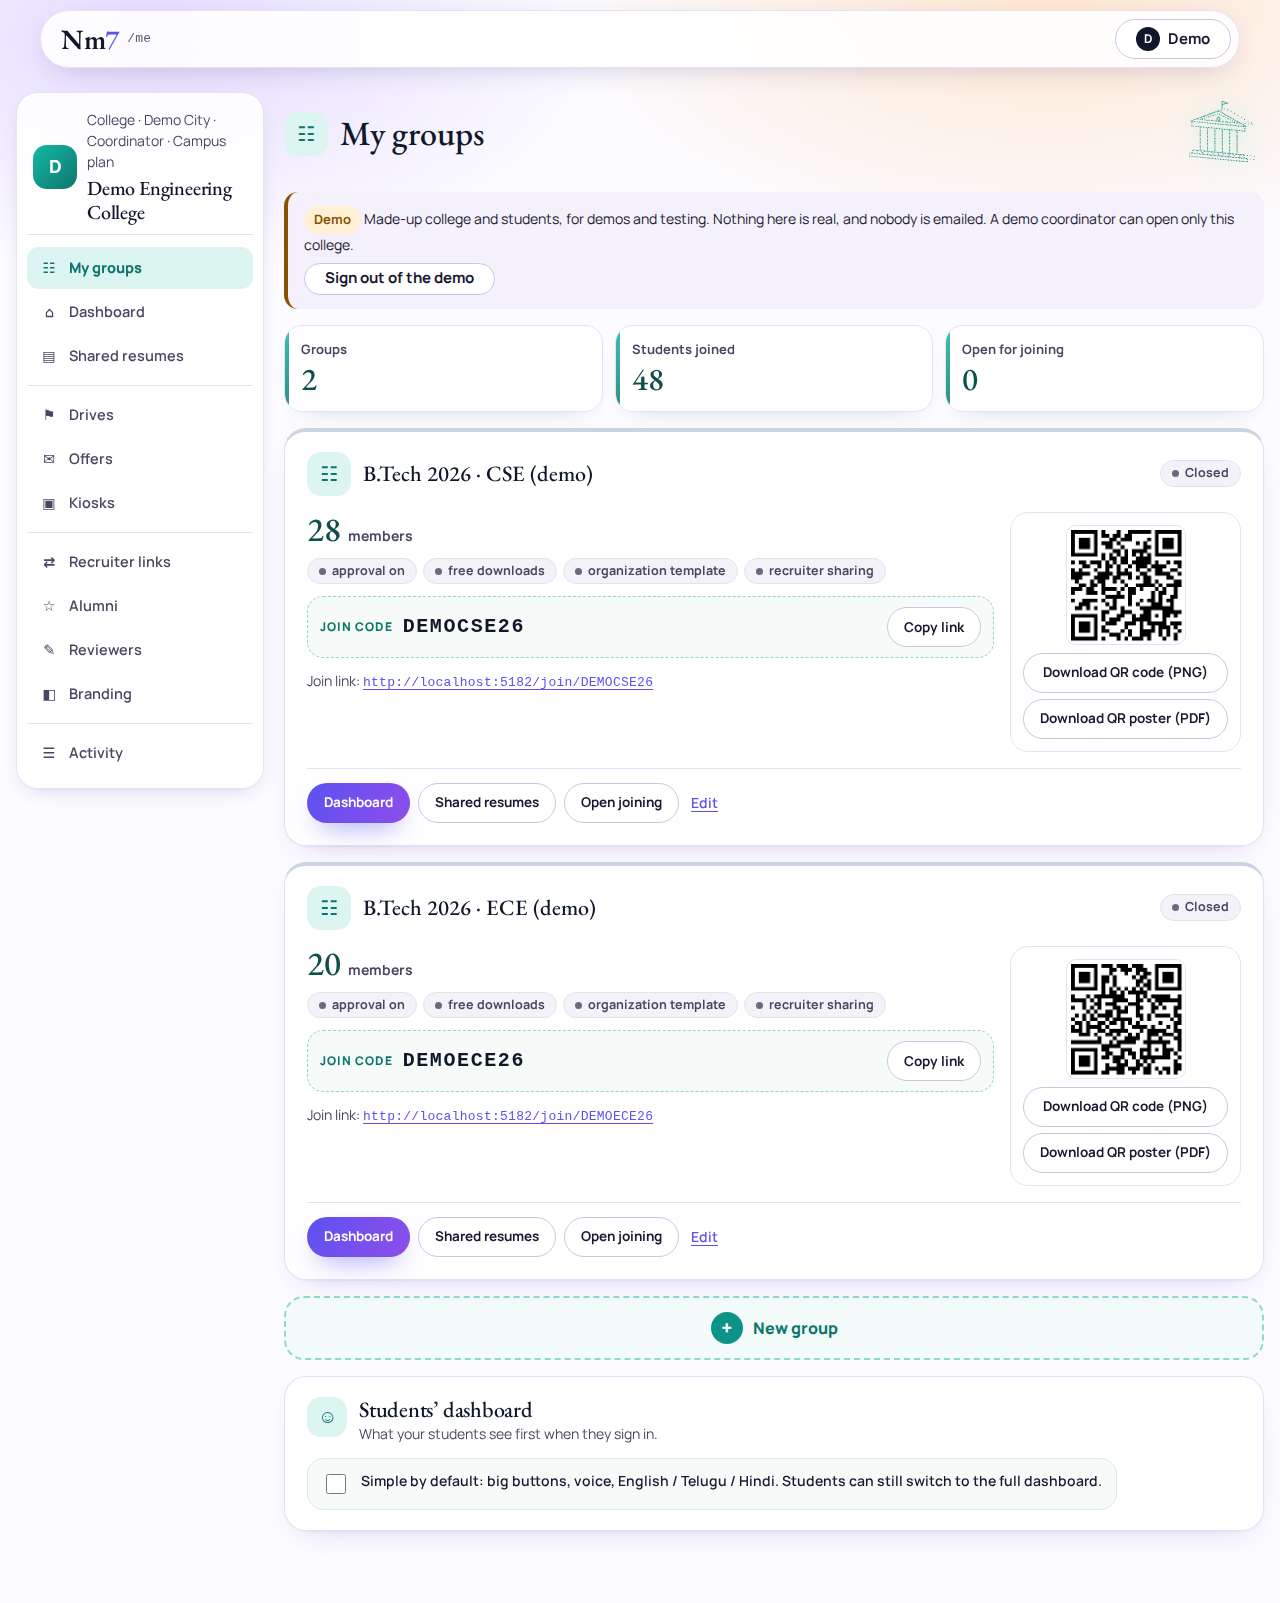 Nm7 /me
D Demo
College · Demo City ·
Coordinator · Campus
plan
D
Demo Engineering
College
My groups
Dashboard
Shared resumes
Drives
Offers
Kiosks
Recruiter links
Alumni
Reviewers
Branding
Activity
My groups
Demo Made-up college and students, for demos and testing. Nothing here is real, and nobody is emailed. A demo coordinator can open only this
college.
Sign out of the demo
Groups
2
Students joined
48
Open for joining
0
B.Tech 2026 · CSE (demo)
Closed
28 members
approval on
free downloads
organization template
recruiter sharing
JOIN CODE DEMOCSE26
Copy link
Join link: http://localhost:5182/join/DEMOCSE26
Download QR code (PNG)
Download QR poster (PDF)
Dashboard
Shared resumes
Open joining
Edit
B.Tech 2026 · ECE (demo)
Closed
20 members
approval on
free downloads
organization template
recruiter sharing
JOIN CODE DEMOECE26
Copy link
Join link: http://localhost:5182/join/DEMOECE26
Download QR code (PNG)
Download QR poster (PDF)
Dashboard
Shared resumes
Open joining
Edit
+ New group
Students’ dashboard
What your students see first when they sign in.
Simple by default: big buttons, voice, English / Telugu / Hindi. Students can still switch to the full dashboard.